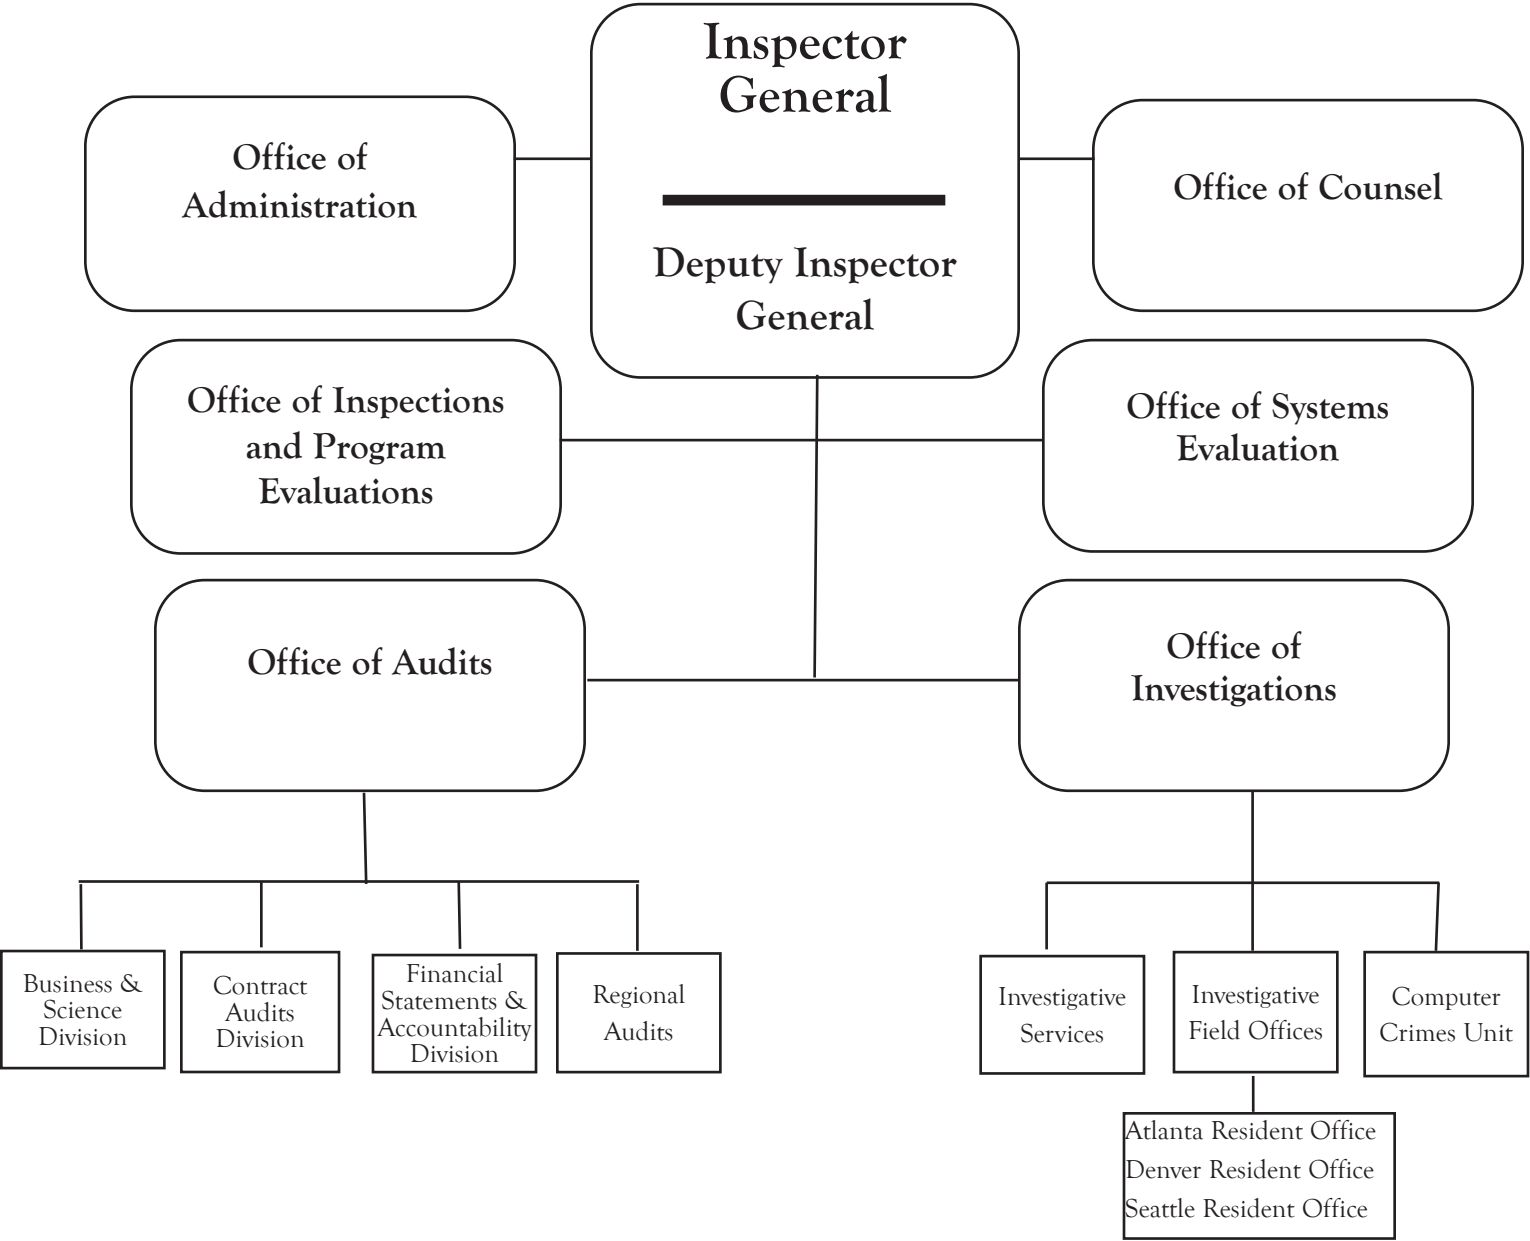 Inspector
General
Deputy Inspector
General
Office of
Administration
Office of Counsel
Office of Inspections
and Program
Evaluations
Office of Systems
Evaluation
Office of Audits
Office of
Investigations
Business &
Science
Division
Contract
Audits
Division
Financial
Statements &
Accountability
Division
Regional
Audits
Investigative
Services
Investigative
Field Offices
Computer
Crimes Unit
Atlanta Resident Office
Denver Resident Office
Seattle Resident Office